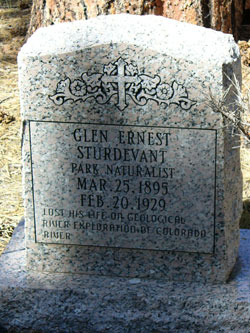 GLEN ERNEST
STURDEVANT
PARK NATURALIST
MAR. 25, 1895
FEB. 20, 1929
LOST HIS LIFE ON GEOLOGICAL
RIVER EXPLORATION OF COLORADO
RIVER